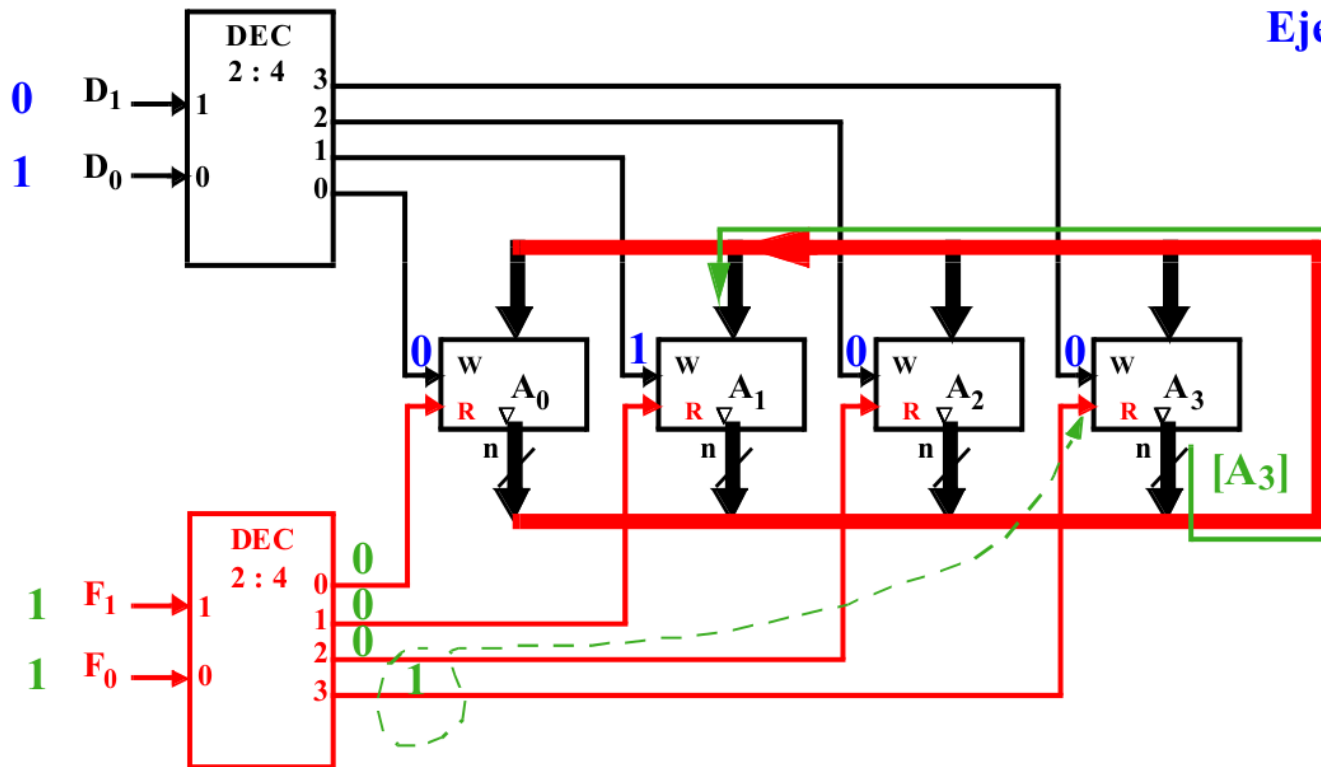 Eje
DEC
2 : 4
0 D₁ 1
1 D₀ 0
3
2
1
0
0 W
R A₀
1 W
R A₁
0 W
R A₂
0 W
R A₃
n
n
n
n
[A₃]
DEC
2 : 4
1 F₁ 1
1 F₀ 0
0 0
1 0
2 0
3 1